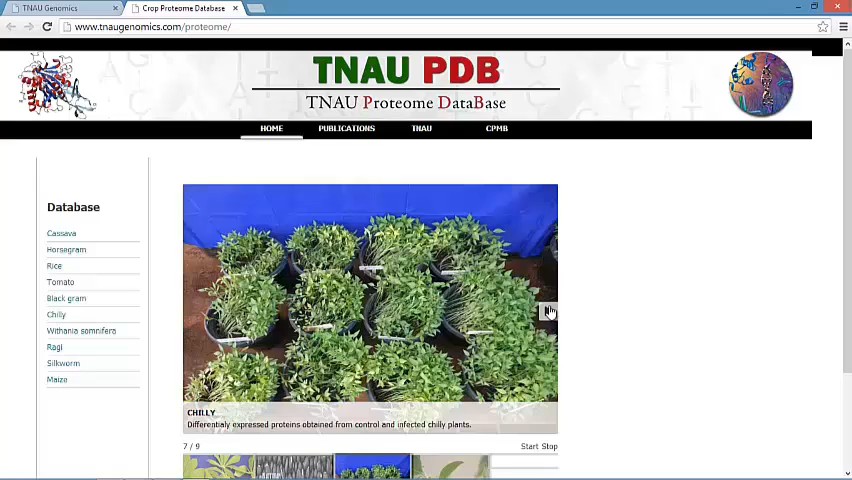 TNAU Genomics
Crop Proteome Database
www.tnaugenomics.com/proteome/
TNAU PDB
TNAU Proteome DataBase
HOME
PUBLICATIONS
TNAU
CPMB
Database
Cassava
Horsegram
Rice
Tomato
Black gram
Chilly
Withania somnifera
Ragi
Silkworm
Maize
CHILLY
Differentialy expressed proteins obtained from control and infected chilly plants.
7 / 9
Start Stop